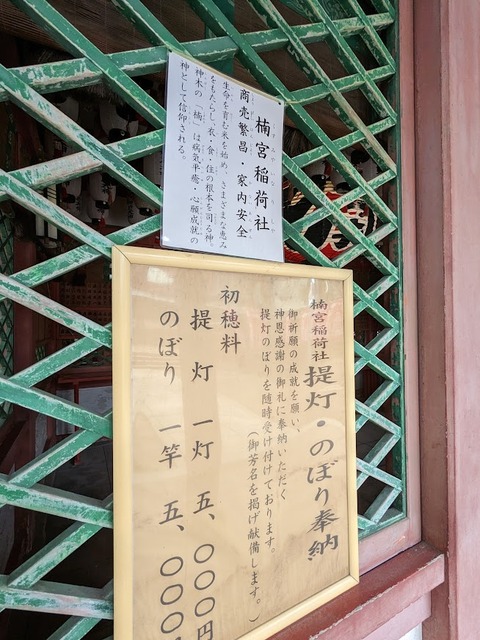 楠宮稲荷社
商売繁昌・家内安全
生命を育む米を始め、さまざまな恵み
をもたらし、衣・食・住の根本を司る神。
神木の「楠」は病気平癒・心願成就の
神として信仰される。
楠宮稲荷社
提灯・のぼり奉納
御祈願の成就を願い、
神恩感謝の御礼に奉納いただく
提灯のぼりを随時受け付けております。
（御芳名を掲げ献備します。）
初穂料
提灯 一灯 五、〇〇〇円
のぼり 一竿 五、〇〇〇